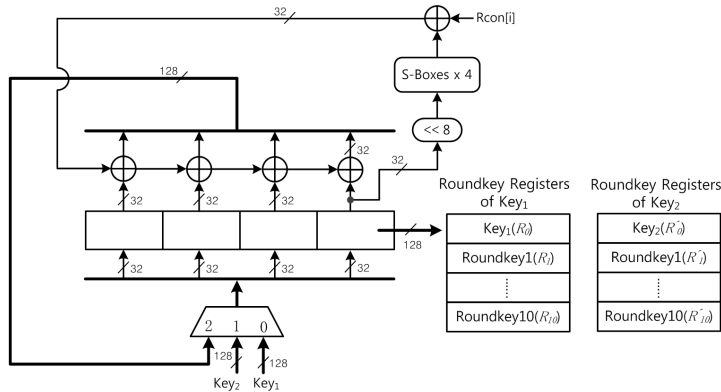 32
Rcon[i]
128
S-Boxes x 4
<< 8
32
32
32
32
32
Roundkey Registers
of Key1
Roundkey Registers
of Key2
Key1(R0)
Key2(R´0)
128
Roundkey1(R1)
Roundkey1(R´1)
32
32
32
32
Roundkey10(R10)
Roundkey10(R´10)
2 1 0
128
128
Key2
Key1